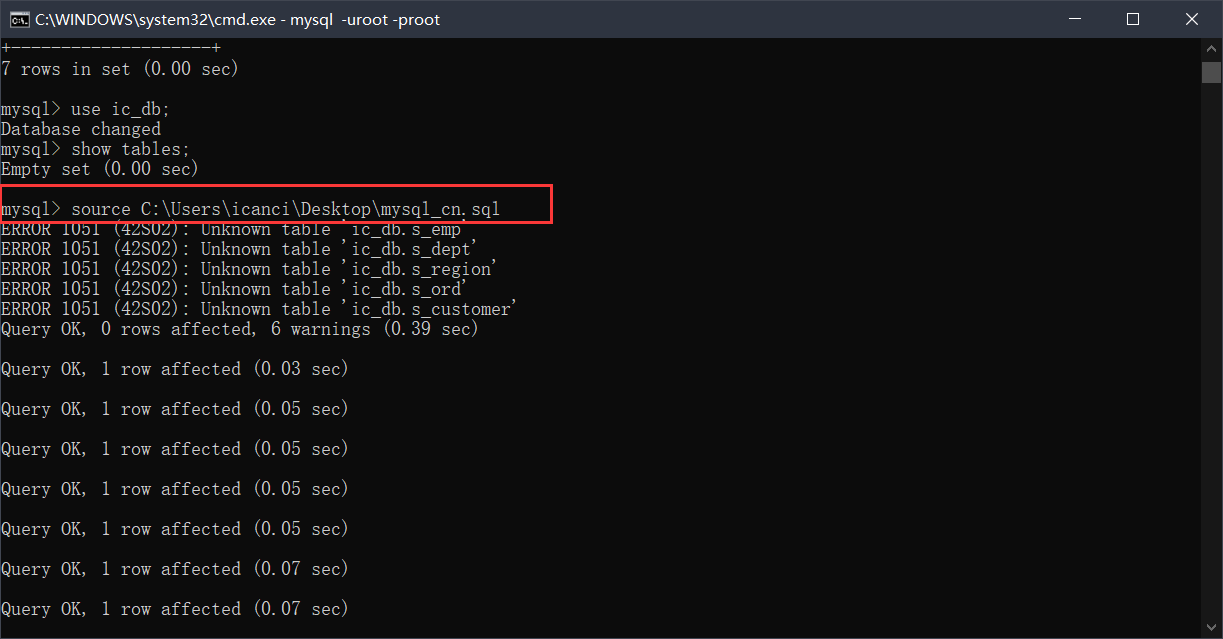 C:\WINDOWS\system32\cmd.exe - mysql  -uroot -proot
+--------------------+
7 rows in set (0.00 sec)
mysql> use ic_db;
Database changed
mysql> show tables;
Empty set (0.00 sec)
mysql> source C:\Users\icanci\Desktop\mysql_cn.sql
ERROR 1051 (42S02): Unknown table 'ic_db.s_emp'
ERROR 1051 (42S02): Unknown table 'ic_db.s_dept'
ERROR 1051 (42S02): Unknown table 'ic_db.s_region'
ERROR 1051 (42S02): Unknown table 'ic_db.s_ord'
ERROR 1051 (42S02): Unknown table 'ic_db.s_customer'
Query OK, 0 rows affected, 6 warnings (0.39 sec)
Query OK, 1 row affected (0.03 sec)
Query OK, 1 row affected (0.05 sec)
Query OK, 1 row affected (0.05 sec)
Query OK, 1 row affected (0.05 sec)
Query OK, 1 row affected (0.05 sec)
Query OK, 1 row affected (0.07 sec)
Query OK, 1 row affected (0.07 sec)